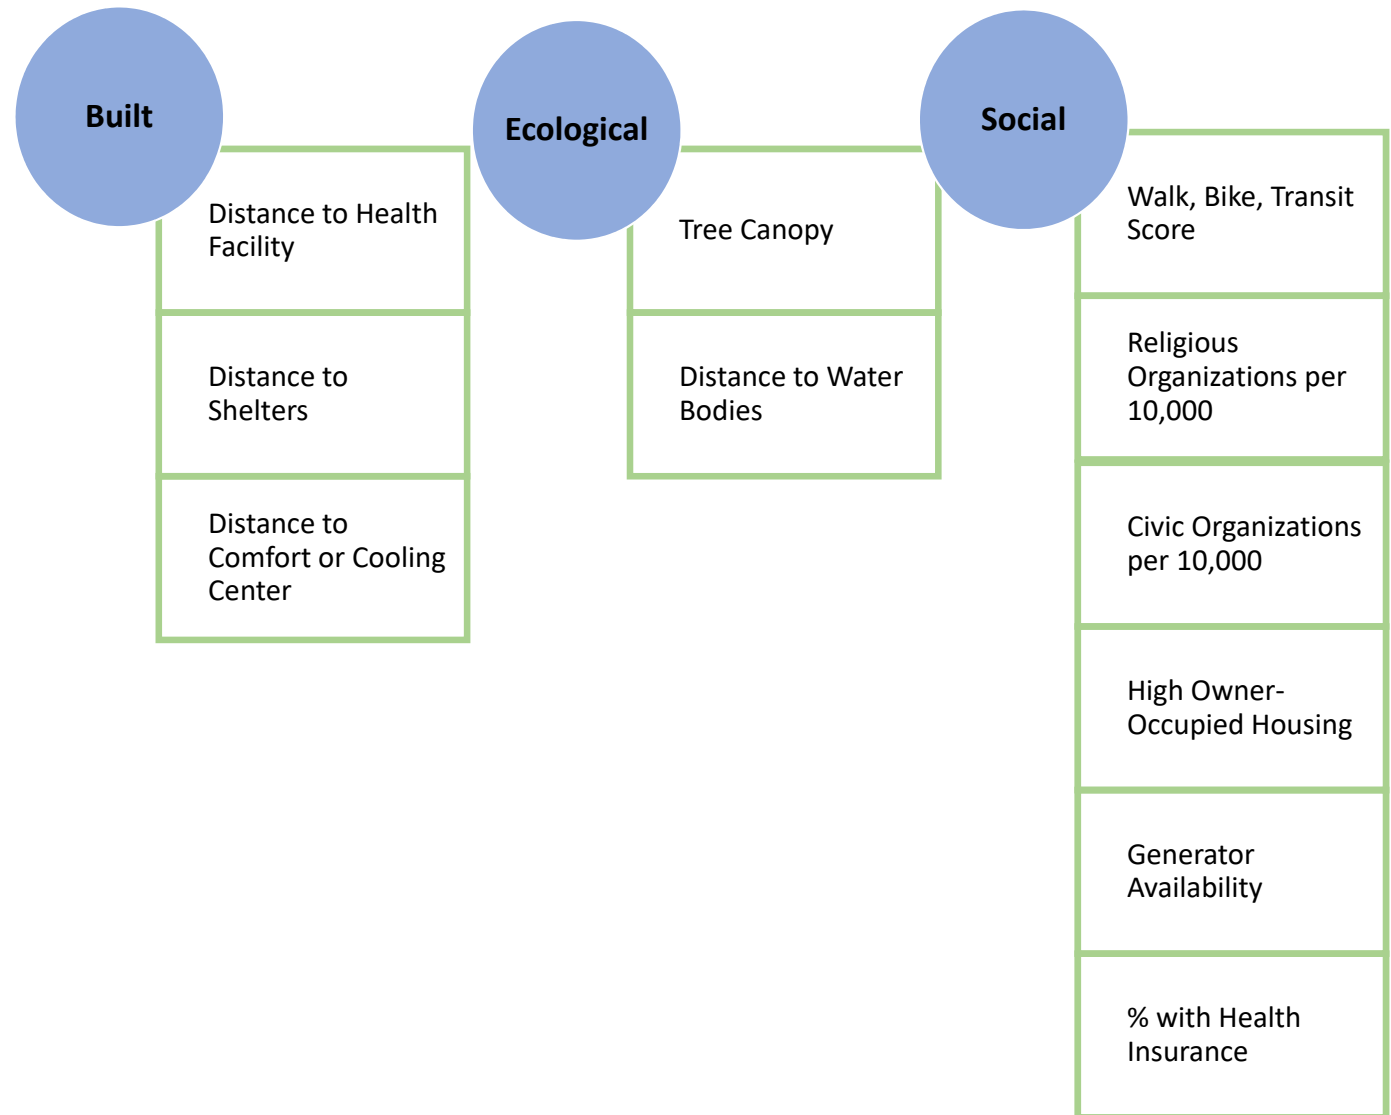 Built
Distance to Health
Facility
Distance to
Shelters
Distance to
Comfort or Cooling
Center
Ecological
Tree Canopy
Distance to Water
Bodies
Social
Walk, Bike, Transit
Score
Religious
Organizations per
10,000
Civic Organizations
per 10,000
High Owner-
Occupied Housing
Generator
Availability
% with Health
Insurance